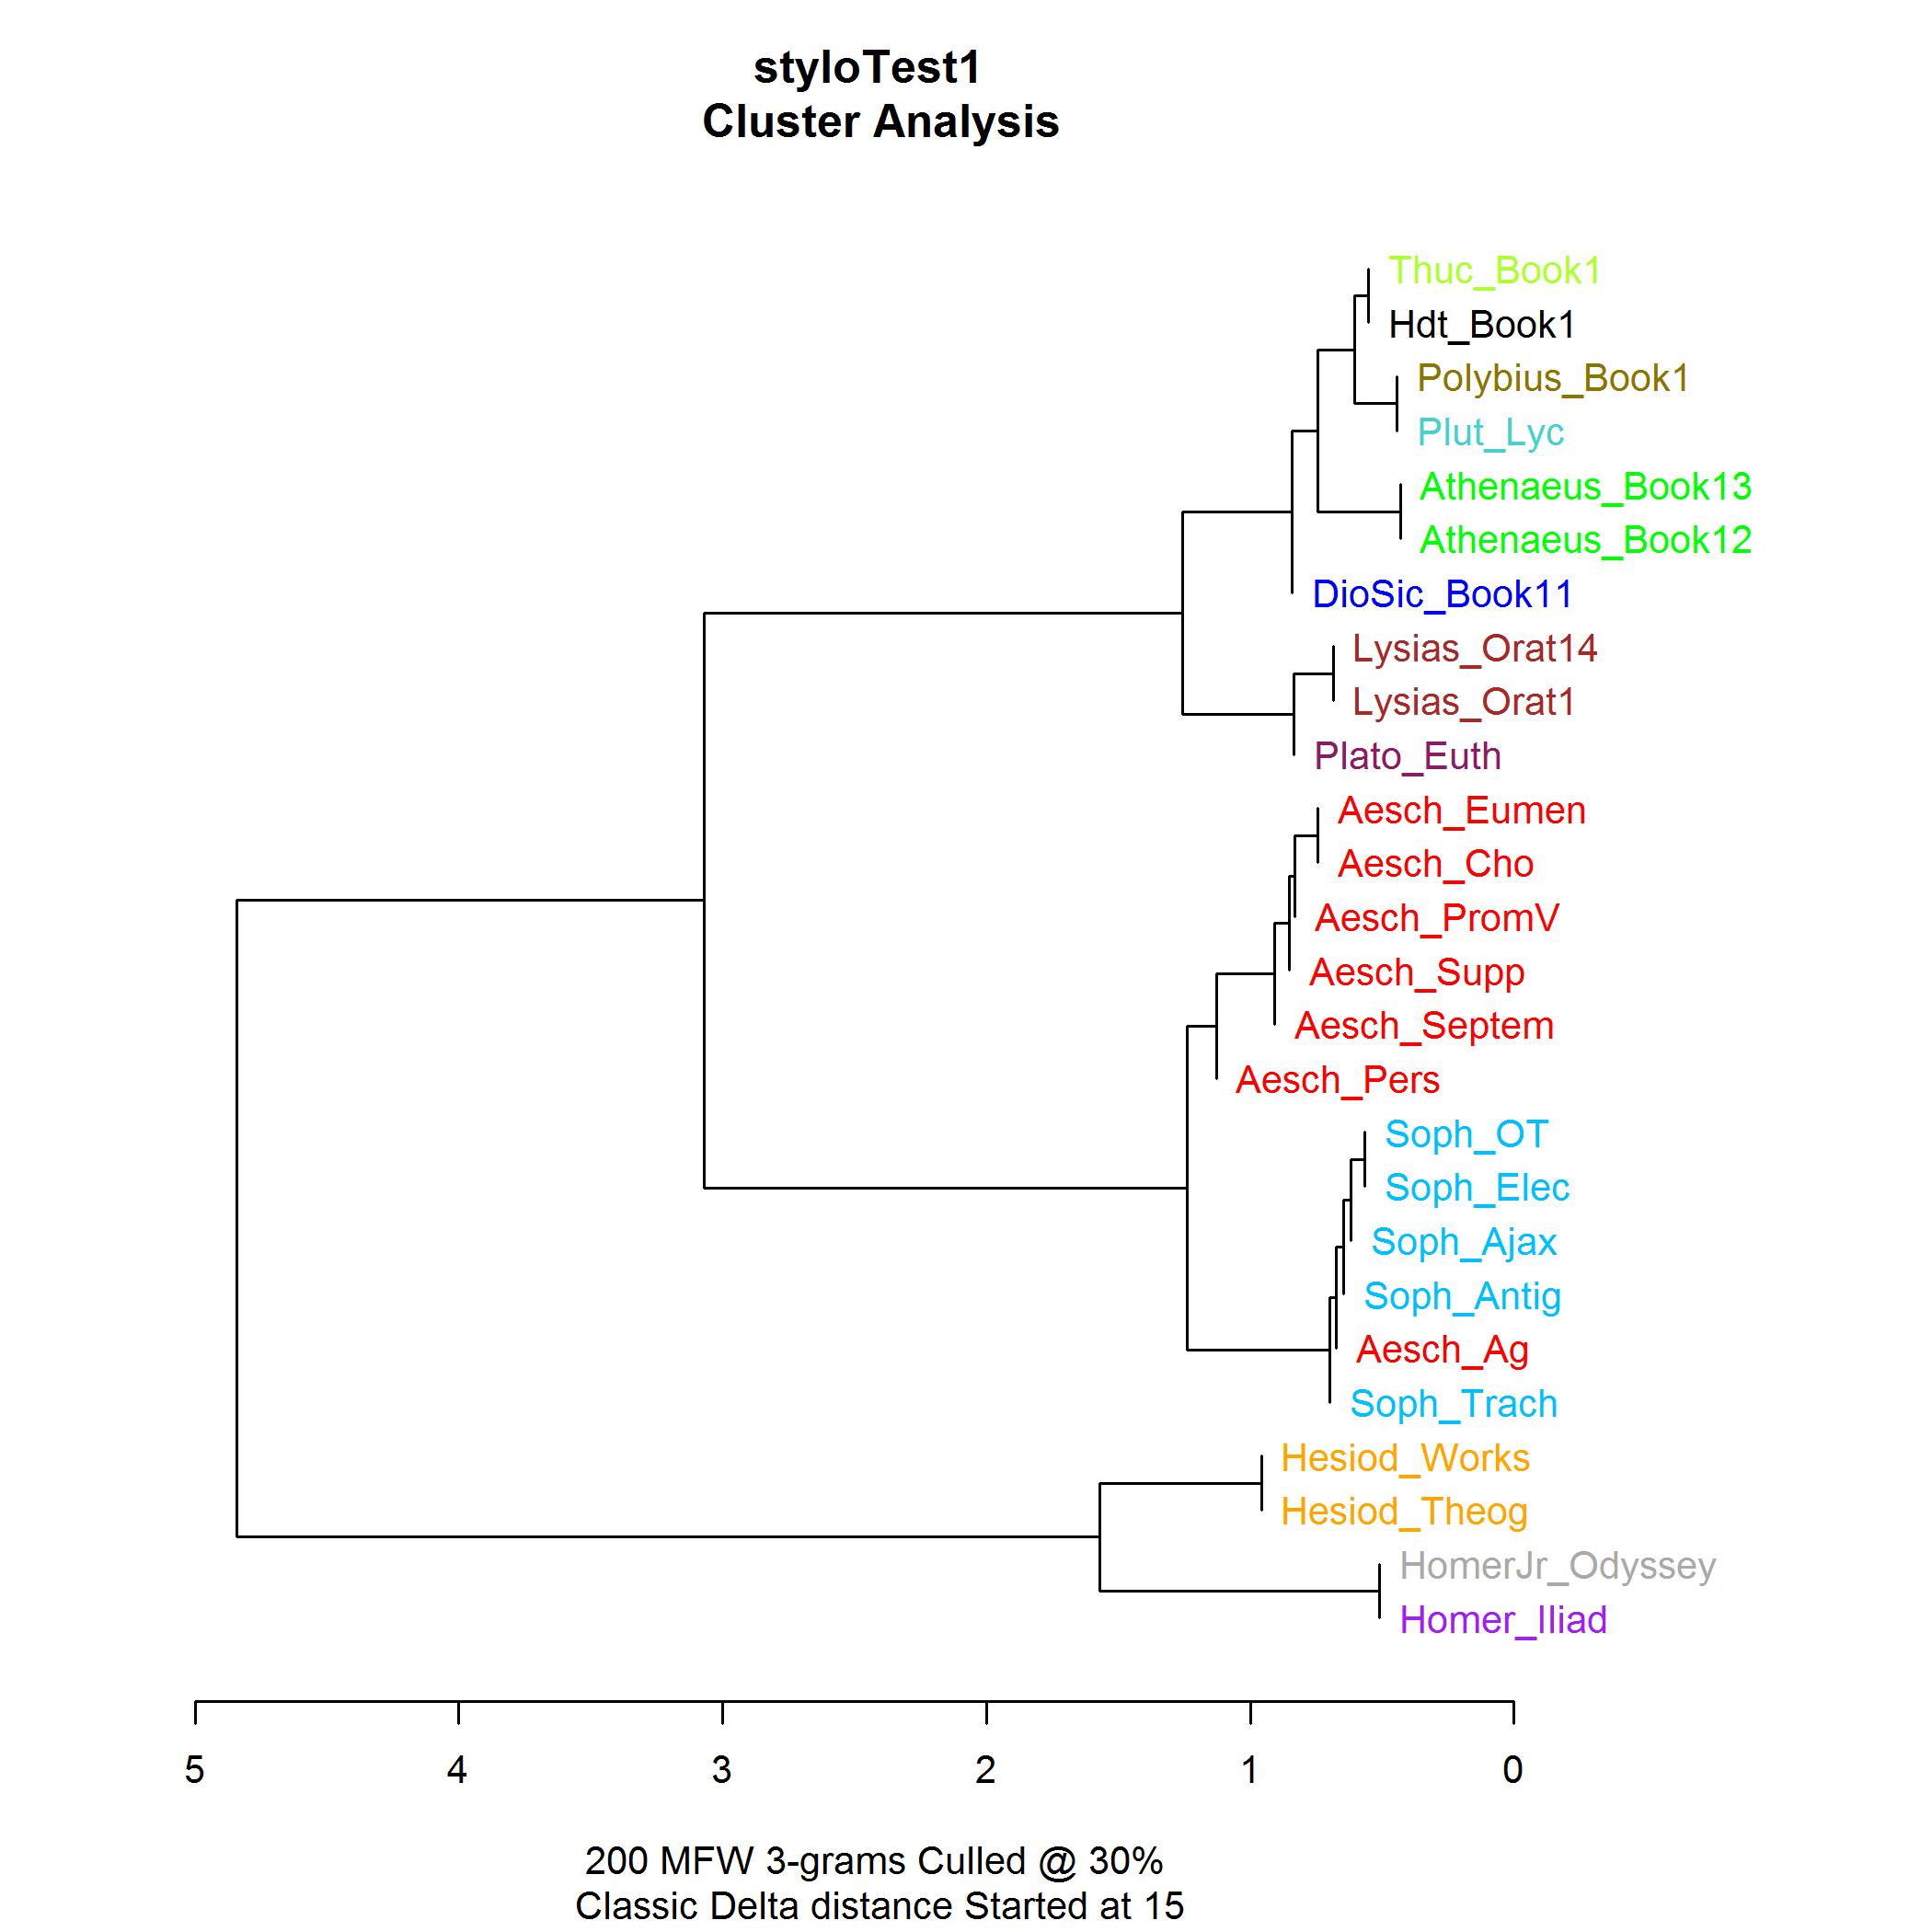 styloTest1
Cluster Analysis
Thuc_Book1
Hdt_Book1
Polybius_Book1
Plut_Lyc
Athenaeus_Book13
Athenaeus_Book12
DioSic_Book11
Lysias_Orat14
Lysias_Orat1
Plato_Euth
Aesch_Eumen
Aesch_Cho
Aesch_PromV
Aesch_Supp
Aesch_Septem
Aesch_Pers
Soph_OT
Soph_Elec
Soph_Ajax
Soph_Antig
Aesch_Ag
Soph_Trach
Hesiod_Works
Hesiod_Theog
HomerJr_Odyssey
Homer_Iliad
5 4 3 2 1 0
200 MFW 3-grams Culled @ 30%
Classic Delta distance Started at 15